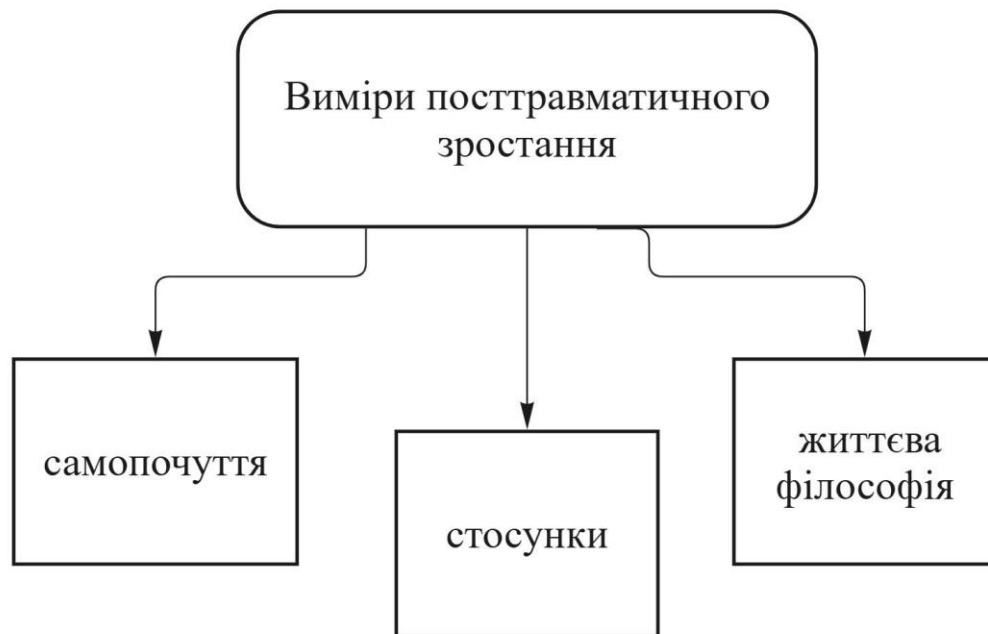 Виміри посттравматичного
зростання
самопочуття
стосунки
життєва
філософія